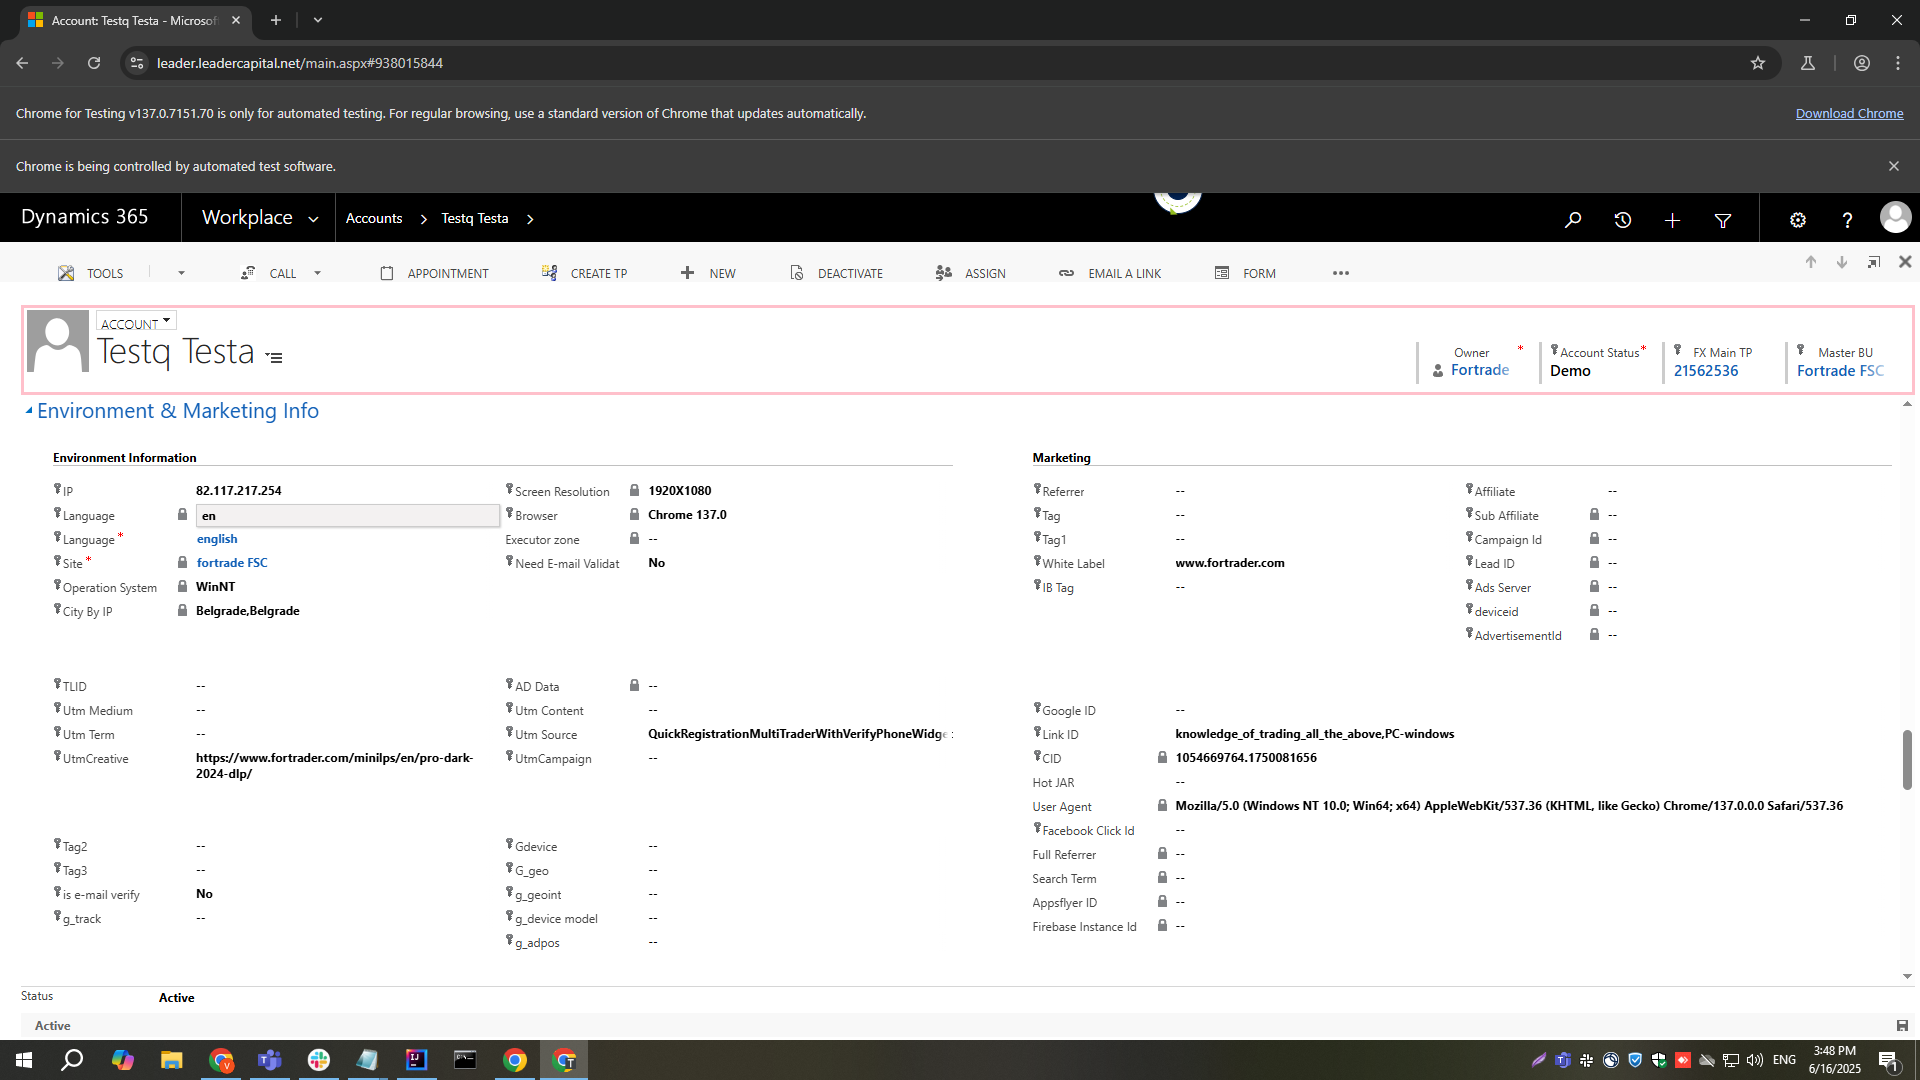 Account: Testq Testa - Microsof
leader.leadercapital.net/main.aspx#938015844
Chrome for Testing v137.0.7151.70 is only for automated testing. For regular browsing, use a standard version of Chrome that updates automatically.
Download Chrome
Chrome is being controlled by automated test software.
Dynamics 365
Workplace
Accounts
Testq Testa
TOOLS
CALL
APPOINTMENT
CREATE TP
NEW
DEACTIVATE
ASSIGN
EMAIL A LINK
FORM
ACCOUNT
Testq Testa
Owner *
Fortrade
Account Status *
Demo
FX Main TP
21562536
Master BU
Fortrade FSC
Environment & Marketing Info
Environment Information
IP 82.117.217.254
Language en
Language * english
Site * fortrade FSC
Operation System WinNT
City By IP Belgrade,Belgrade
Screen Resolution 1920X1080
Browser Chrome 137.0
Executor zone --
Need E-mail Validat No
Marketing
Referrer --
Tag --
Tag1 --
White Label www.fortrader.com
IB Tag --
Affiliate --
Sub Affiliate --
Campaign Id --
Lead ID --
Ads Server --
deviceid --
AdvertisementId --
TLID --
Utm Medium --
Utm Term --
UtmCreative https://www.fortrader.com/minilps/en/pro-dark-
2024-dlp/
AD Data --
Utm Content --
Utm Source QuickRegistrationMultiTraderWithVerifyPhoneWidge
UtmCampaign --
Google ID --
Link ID knowledge_of_trading_all_the_above,PC-windows
CID 1054669764.1750081656
Hot JAR --
User Agent Mozilla/5.0 (Windows NT 10.0; Win64; x64) AppleWebKit/537.36 (KHTML, like Gecko) Chrome/137.0.0.0 Safari/537.36
Facebook Click Id --
Full Referrer --
Search Term --
Appsflyer ID --
Firebase Instance Id --
Tag2 --
Tag3 --
is e-mail verify No
g_track --
Gdevice --
G_geo --
g_geoint --
g_device model --
g_adpos --
Status Active
Active
ENG
3:48 PM
6/16/2025
1